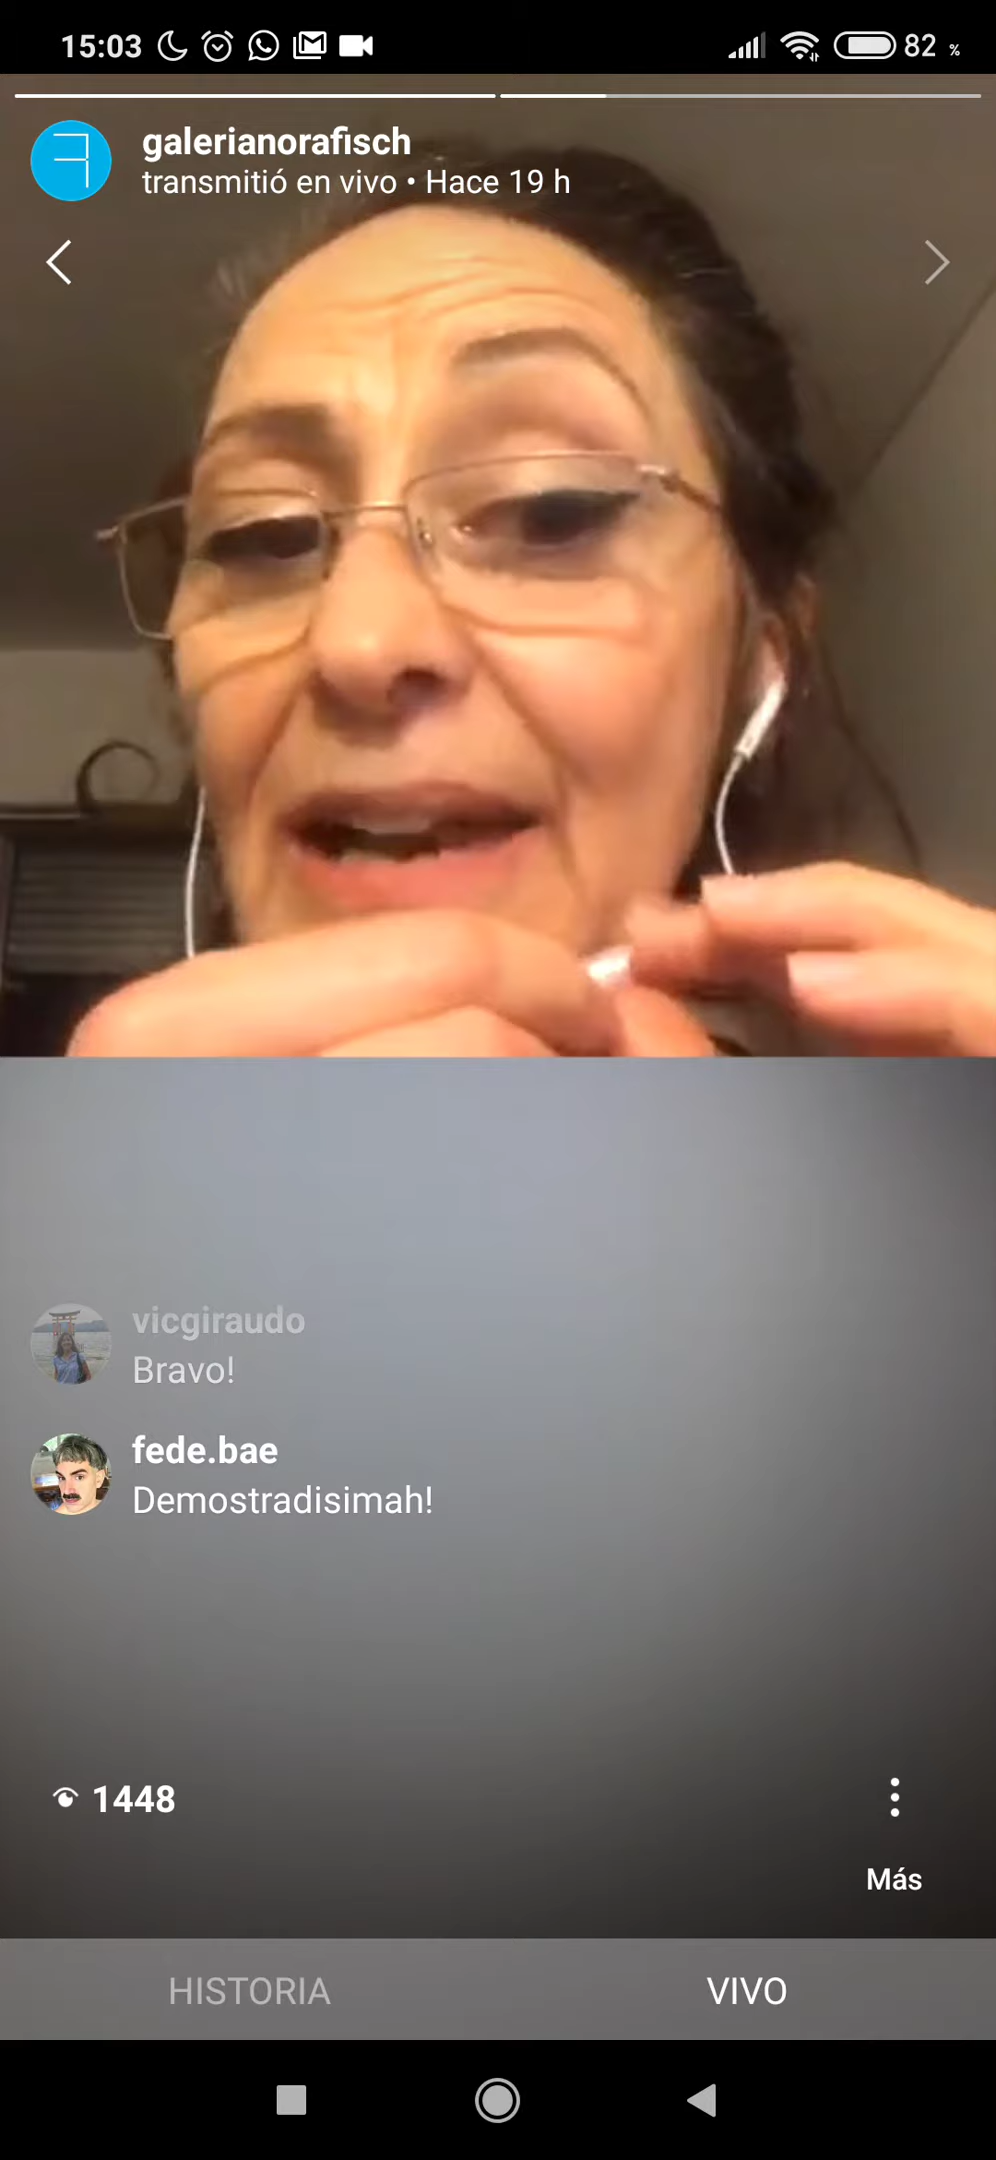 15:03
82 %
galerianorafisch
transmitió en vivo • Hace 19 h
vicgiraudo
Bravo!
fede.bae
Demostradisimah!
1448
Más
HISTORIA
VIVO